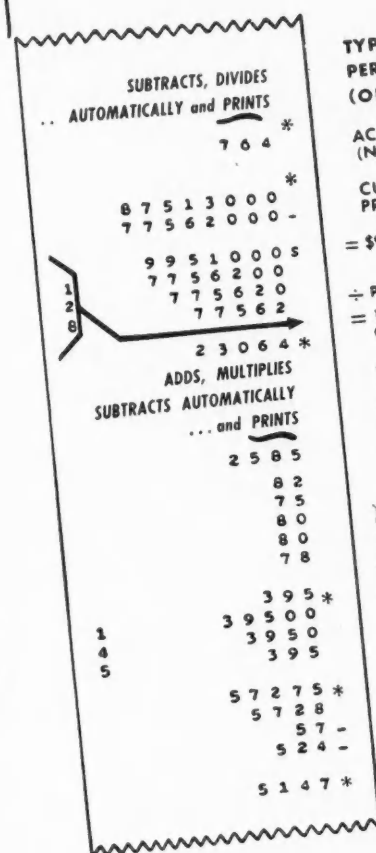 SUBTRACTS, DIVIDES
.. AUTOMATICALLY and PRINTS
*
7 6 4
*
8 7 5 1 3 0 0 0
7 7 5 6 2 0 0 0 -
9 9 5 1 0 0 0 S
7 7 5 6 2 0 0
1 7 7 5 6 2 0
2 7 7 5 6 2
8
2 3 0 6 4 *
ADDS, MULTIPLIES
SUBTRACTS AUTOMATICALLY
... and PRINTS
2 5 8 5
8 2
7 5
8 0
8 0
7 8
3 9 5 *
1 3 9 5 0 0
4 3 9 5 0
5 3 9 5
5 7 2 7 5 *
5 7 2 8
5 7 -
5 2 4 -
5 1 4 7 *
TYP
PER
(O
AC
(N
CU
PR
= $
÷ P
=